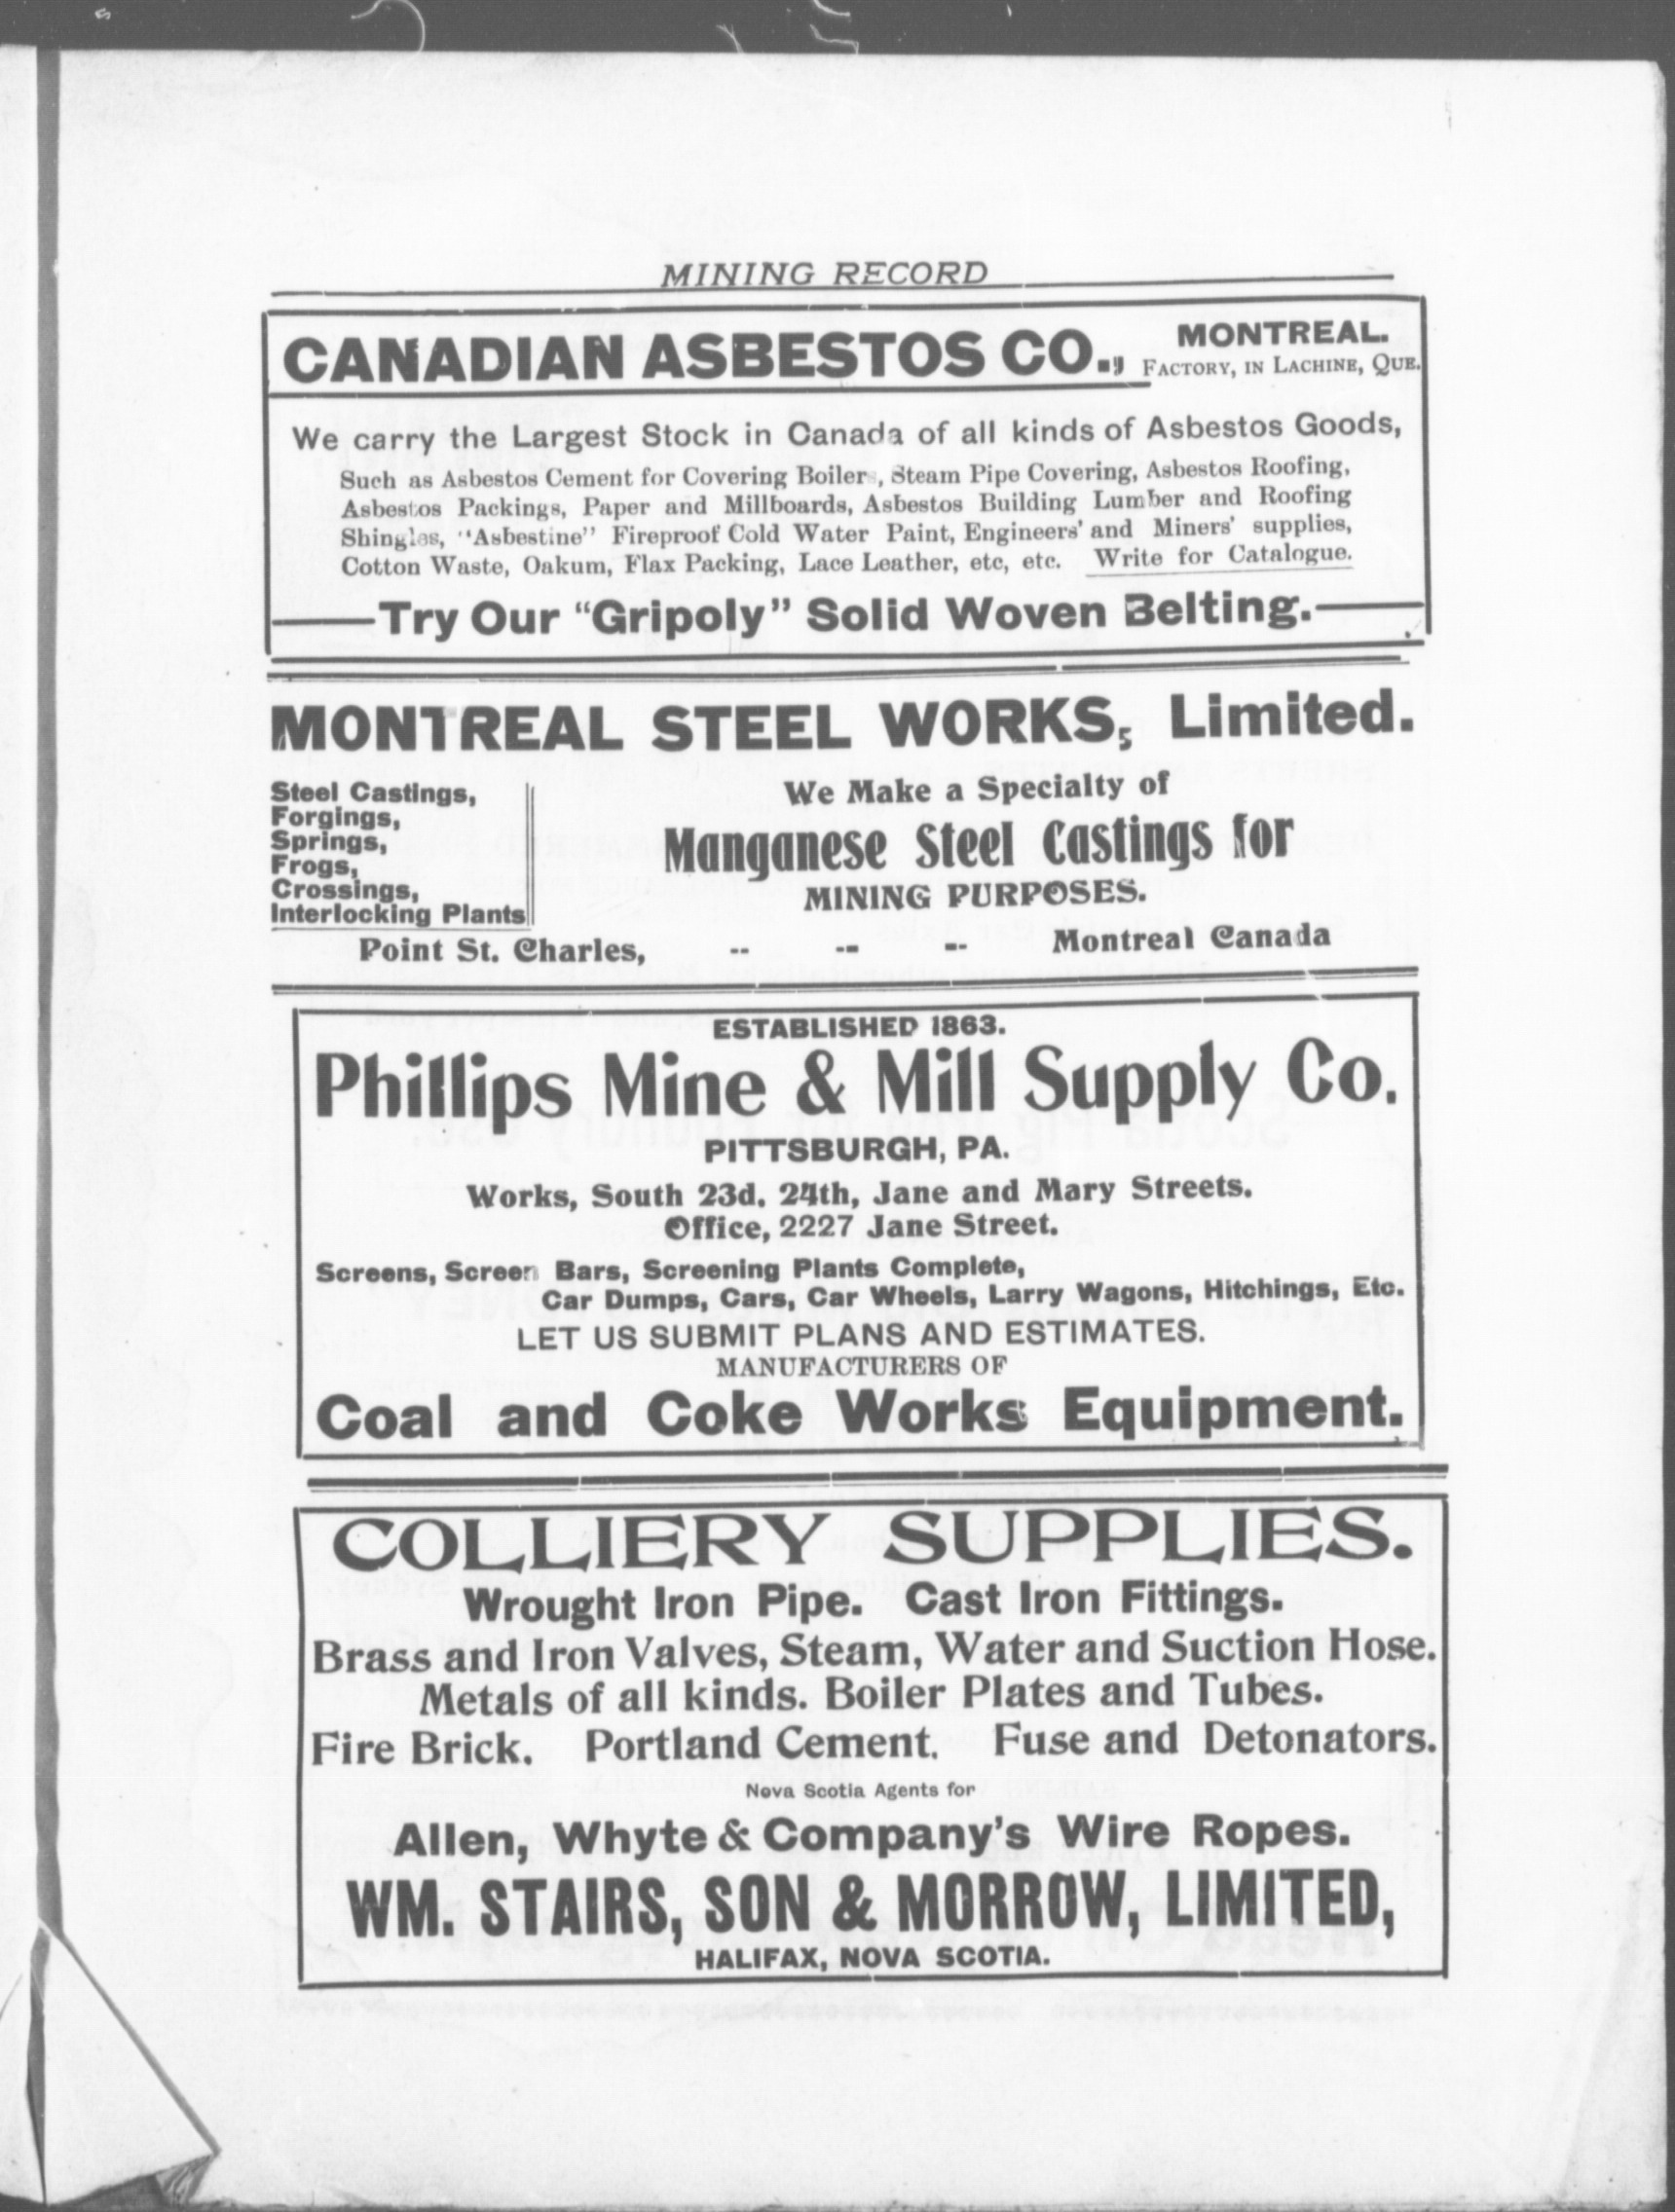 MINING RECORD
CANADIAN ASBESTOS CO., MONTREAL.
FACTORY, IN LACHINE, QUE.
We carry the Largest Stock in Canada of all kinds of Asbestos Goods,
Such as Asbestos Cement for Covering Boilers, Steam Pipe Covering, Asbestos Roofing,
Asbestos Packings, Paper and Millboards, Asbestos Building Lumber and Roofing
Shingles, "Asbestine" Fireproof Cold Water Paint, Engineers' and Miners' supplies,
Cotton Waste, Oakum, Flax Packing, Lace Leather, etc, etc. Write for Catalogue.
Try Our "Gripoly" Solid Woven Belting.
MONTREAL STEEL WORKS, Limited.
Steel Castings,
Forgings,
Springs,
Frogs,
Crossings,
Interlocking Plants
We Make a Specialty of
Manganese Steel Castings for
MINING PURPOSES.
Point St. Charles, -- -- -- Montreal Canada
ESTABLISHED 1863.
Phillips Mine & Mill Supply Co.
PITTSBURGH, PA.
Works, South 23d. 24th, Jane and Mary Streets.
Office, 2227 Jane Street.
Screens, Screen Bars, Screening Plants Complete,
Car Dumps, Cars, Car Wheels, Larry Wagons, Hitchings, Etc.
LET US SUBMIT PLANS AND ESTIMATES.
MANUFACTURERS OF
Coal and Coke Works Equipment.
COLLIERY SUPPLIES.
Wrought Iron Pipe. Cast Iron Fittings.
Brass and Iron Valves, Steam, Water and Suction Hose.
Metals of all kinds. Boiler Plates and Tubes.
Fire Brick. Portland Cement. Fuse and Detonators.
Nova Scotia Agents for
Allen, Whyte & Company's Wire Ropes.
WM. STAIRS, SON & MORROW, LIMITED,
HALIFAX, NOVA SCOTIA.